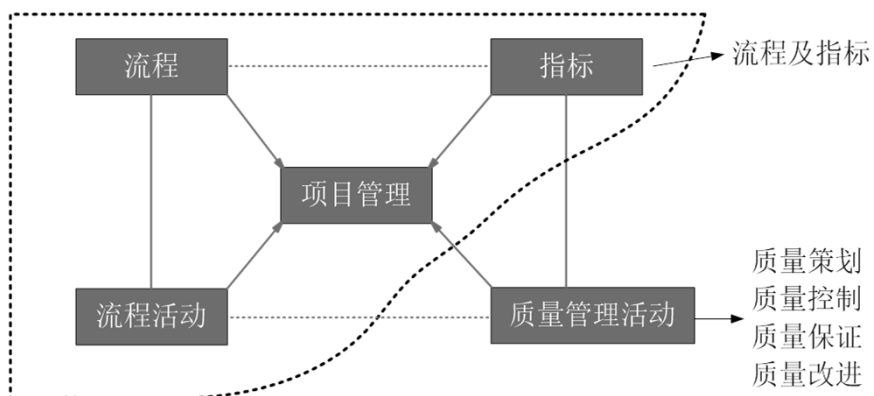 流程
指标
流程及指标
项目管理
流程活动
质量管理活动
质量策划
质量控制
质量保证
质量改进